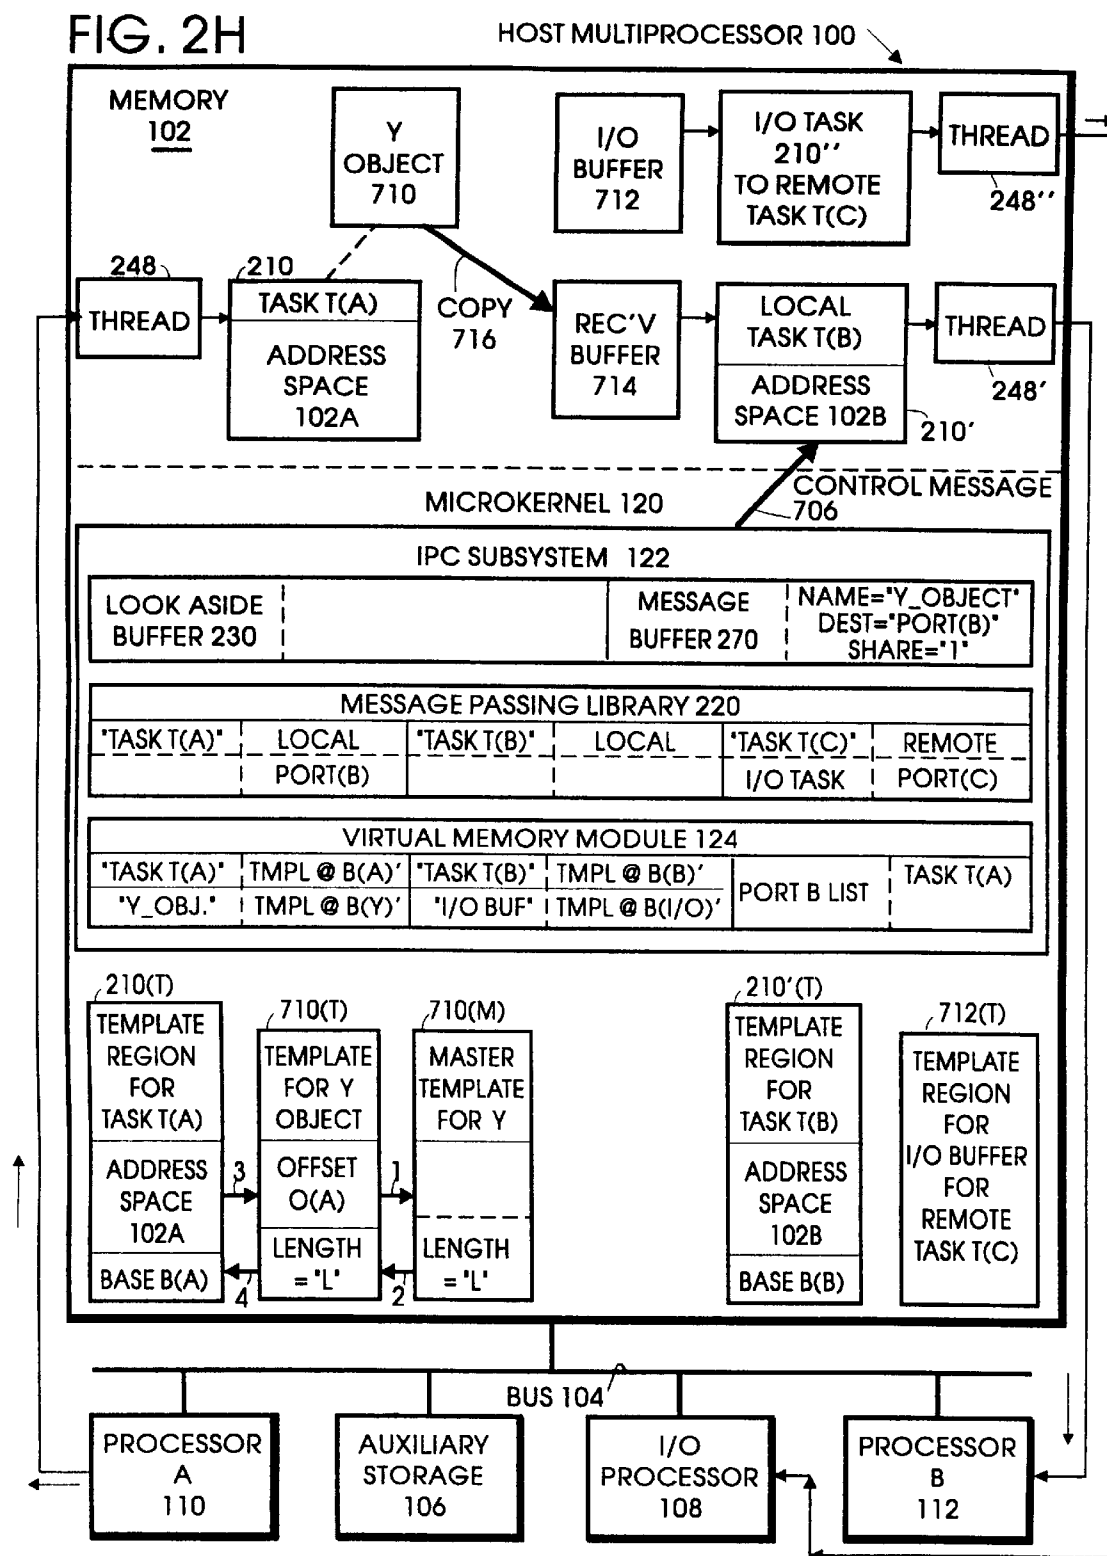 FIG. 2H
HOST MULTIPROCESSOR 100
MEMORY
102
Y
OBJECT
710
I/O
BUFFER
712
I/O TASK
210''
TO REMOTE
TASK T(C)
THREAD
248''
248
THREAD
210
TASK T(A)
ADDRESS
SPACE
102A
COPY
716
REC'V
BUFFER
714
LOCAL
TASK T(B)
ADDRESS
SPACE 102B
210'
THREAD
248'
CONTROL MESSAGE
706
MICROKERNEL 120
IPC SUBSYSTEM 122
LOOK ASIDE
BUFFER 230
MESSAGE
BUFFER 270
NAME="Y_OBJECT"
DEST="PORT(B)"
SHARE="1"
MESSAGE PASSING LIBRARY 220
"TASK T(A)" LOCAL "TASK T(B)" LOCAL "TASK T(C)" REMOTE
PORT(B) I/O TASK PORT(C)
VIRTUAL MEMORY MODULE 124
"TASK T(A)" TMPL @ B(A)' "TASK T(B)" TMPL @ B(B)' PORT B LIST TASK T(A)
"Y_OBJ." TMPL @ B(Y)' "I/O BUF" TMPL @ B(I/O)'
210(T)
TEMPLATE
REGION
FOR
TASK T(A)
ADDRESS
SPACE
102A
BASE B(A)
3
4
710(T)
TEMPLATE
FOR Y
OBJECT
OFFSET
O(A)
LENGTH
="L"
1
2
710(M)
MASTER
TEMPLATE
FOR Y
LENGTH
="L"
210'(T)
TEMPLATE
REGION
FOR
TASK T(B)
ADDRESS
SPACE
102B
BASE B(B)
712(T)
TEMPLATE
REGION
FOR
I/O BUFFER
FOR
REMOTE
TASK T(C)
BUS 104
PROCESSOR
A
110
AUXILIARY
STORAGE
106
I/O
PROCESSOR
108
PROCESSOR
B
112